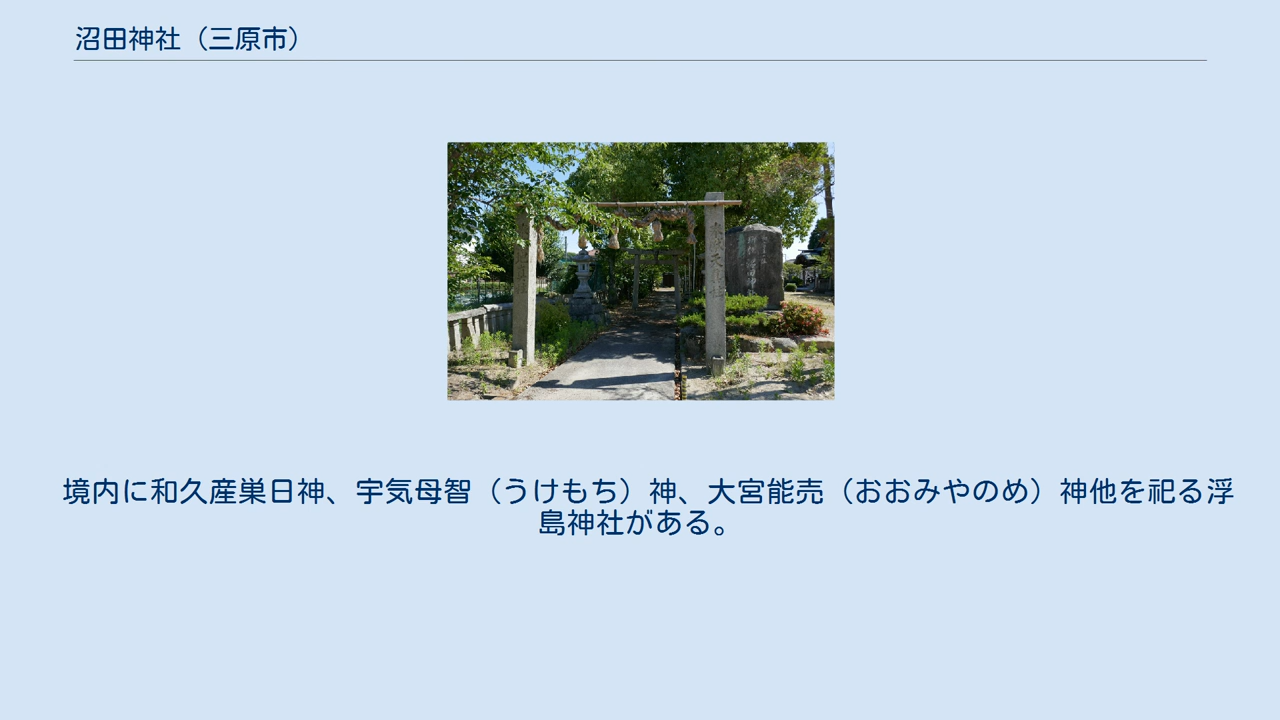 沼田神社（三原市）
境内に和久産巣日神、宇気母智（うけもち）神、大宮能売（おおみやのめ）神他を祀る浮
島神社がある。